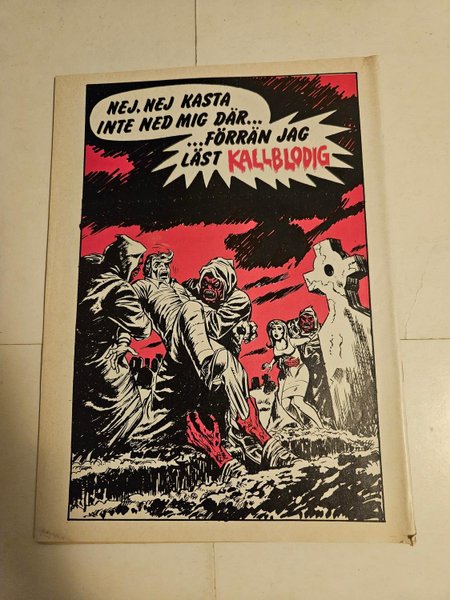 NEJ, NEJ KASTA
INTE NED MIG DÄR...
...FÖRRÄN JAG
LÄST KALLBLODIG